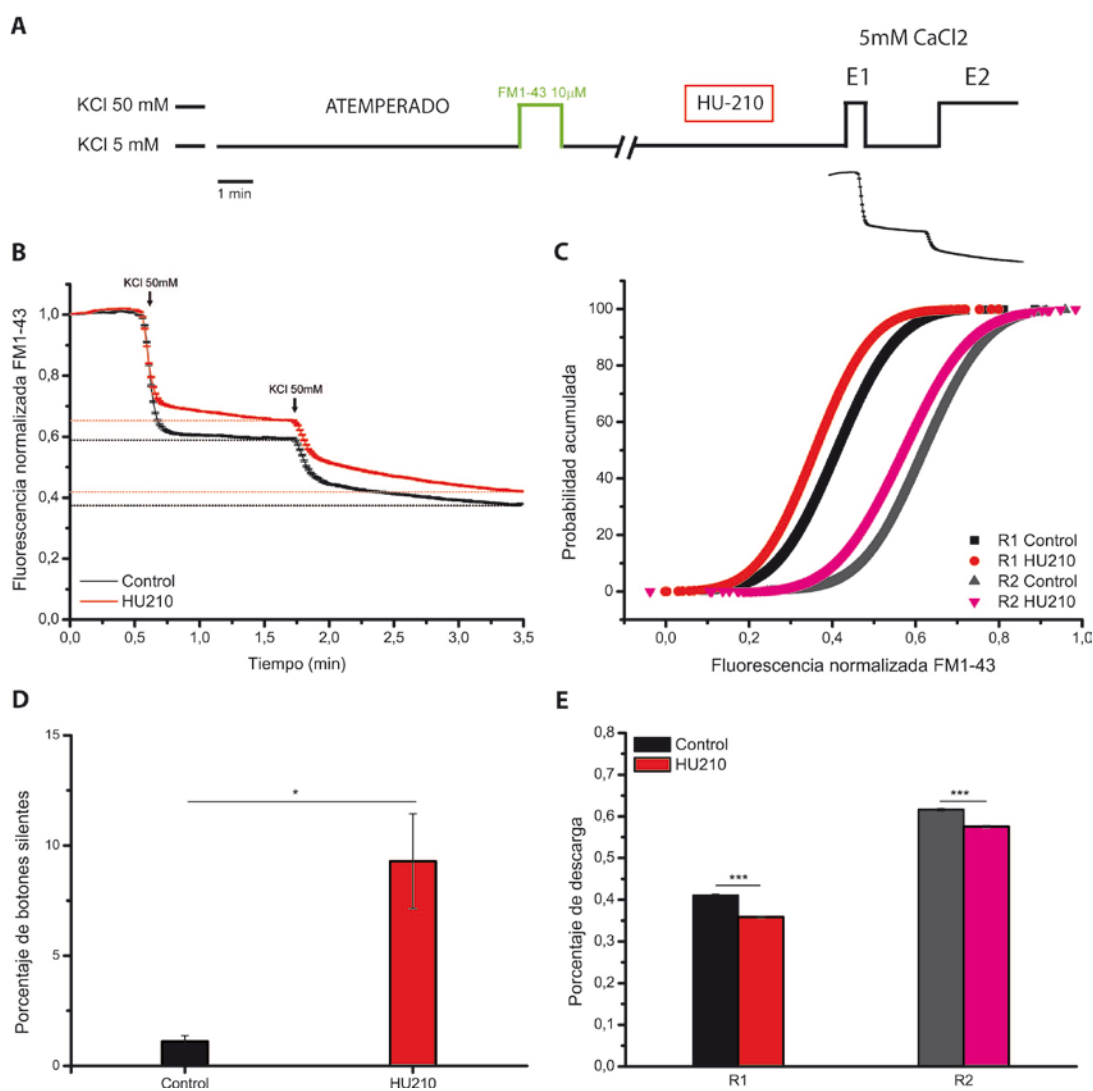 A
5mM CaCl2
E1
E2
KCl 50 mM
KCl 5 mM
ATEMPERADO
FM1-43 10µM
HU-210
1 min
B
KCl 50mM
KCl 50mM
Fluorescencia normalizada FM1-43
1,0
0,8
0,6
0,4
0,2
0,0
Control
HU210
0,0 0,5 1,0 1,5 2,0 2,5 3,0 3,5
Tiempo (min)
C
Probabilidad acumulada
100
80
60
40
20
0
R1 Control
R1 HU210
R2 Control
R2 HU210
0,0 0,2 0,4 0,6 0,8 1,0
Fluorescencia normalizada FM1-43
D
Porcentaje de botones silentes
15
10
5
0
*
Control HU210
E
Porcentaje de descarga
0,8
0,8
0,6
0,5
0,4
0,3
0,2
0,1
0,0
Control
HU210
***
***
R1 R2